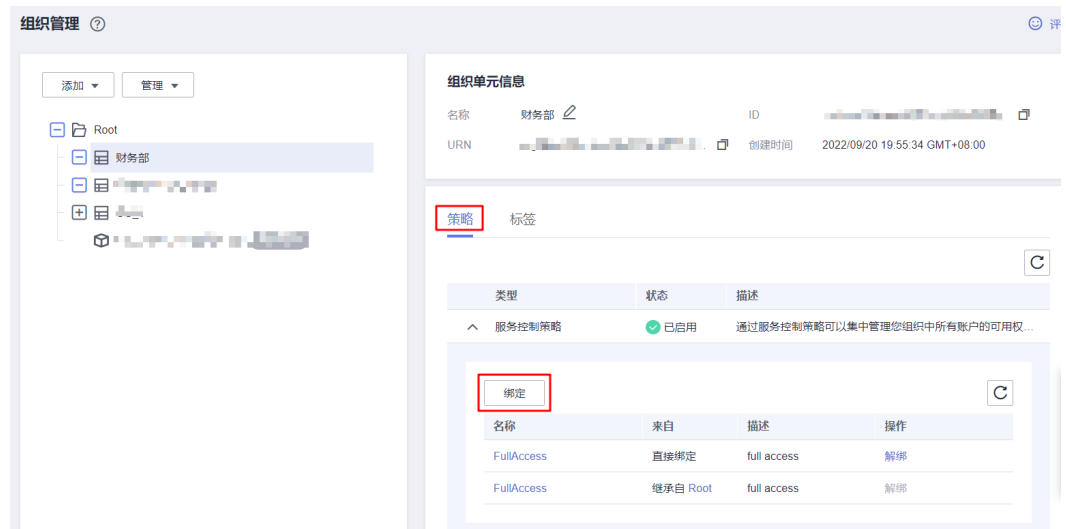 组织管理
评
添加 管理
Root
财务部
组织单元信息
名称 财务部 ID
URN 创建时间 2022/09/20 19:55:34 GMT+08:00
策略 标签
类型 状态 描述
服务控制策略 已启用 通过服务控制策略可以集中管理您组织中所有账户的可用权...
绑定
名称 来自 描述 操作
FullAccess 直接绑定 full access 解绑
FullAccess 继承自 Root full access 解绑